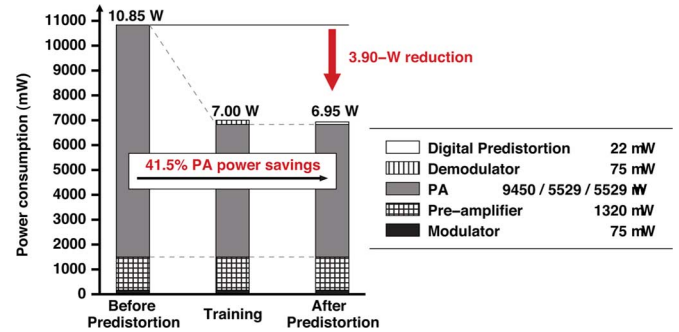 Power consumption (mW)
11000
10000
9000
8000
7000
6000
5000
4000
3000
2000
1000
0
10.85 W
3.90−W reduction
7.00 W
6.95 W
41.5% PA power savings
Before
Predistortion
Training
After
Predistortion
Digital Predistortion 22 mW
Demodulator 75 mW
PA 9450 / 5529 / 5529 mW
Pre−amplifier 1320 mW
Modulator 75 mW